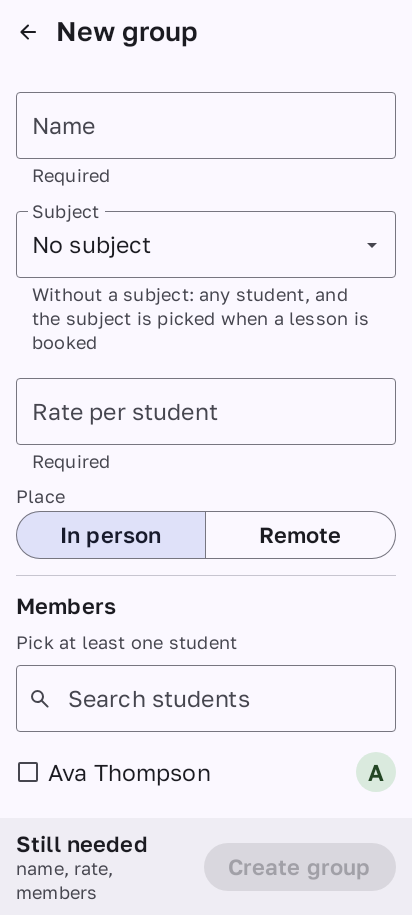 New group
Name
Required
Subject
No subject
Without a subject: any student, and
the subject is picked when a lesson is
booked
Rate per student
Required
Place
In person
Remote
Members
Pick at least one student
Search students
Ava Thompson
A
Still needed
name, rate,
members
Create group